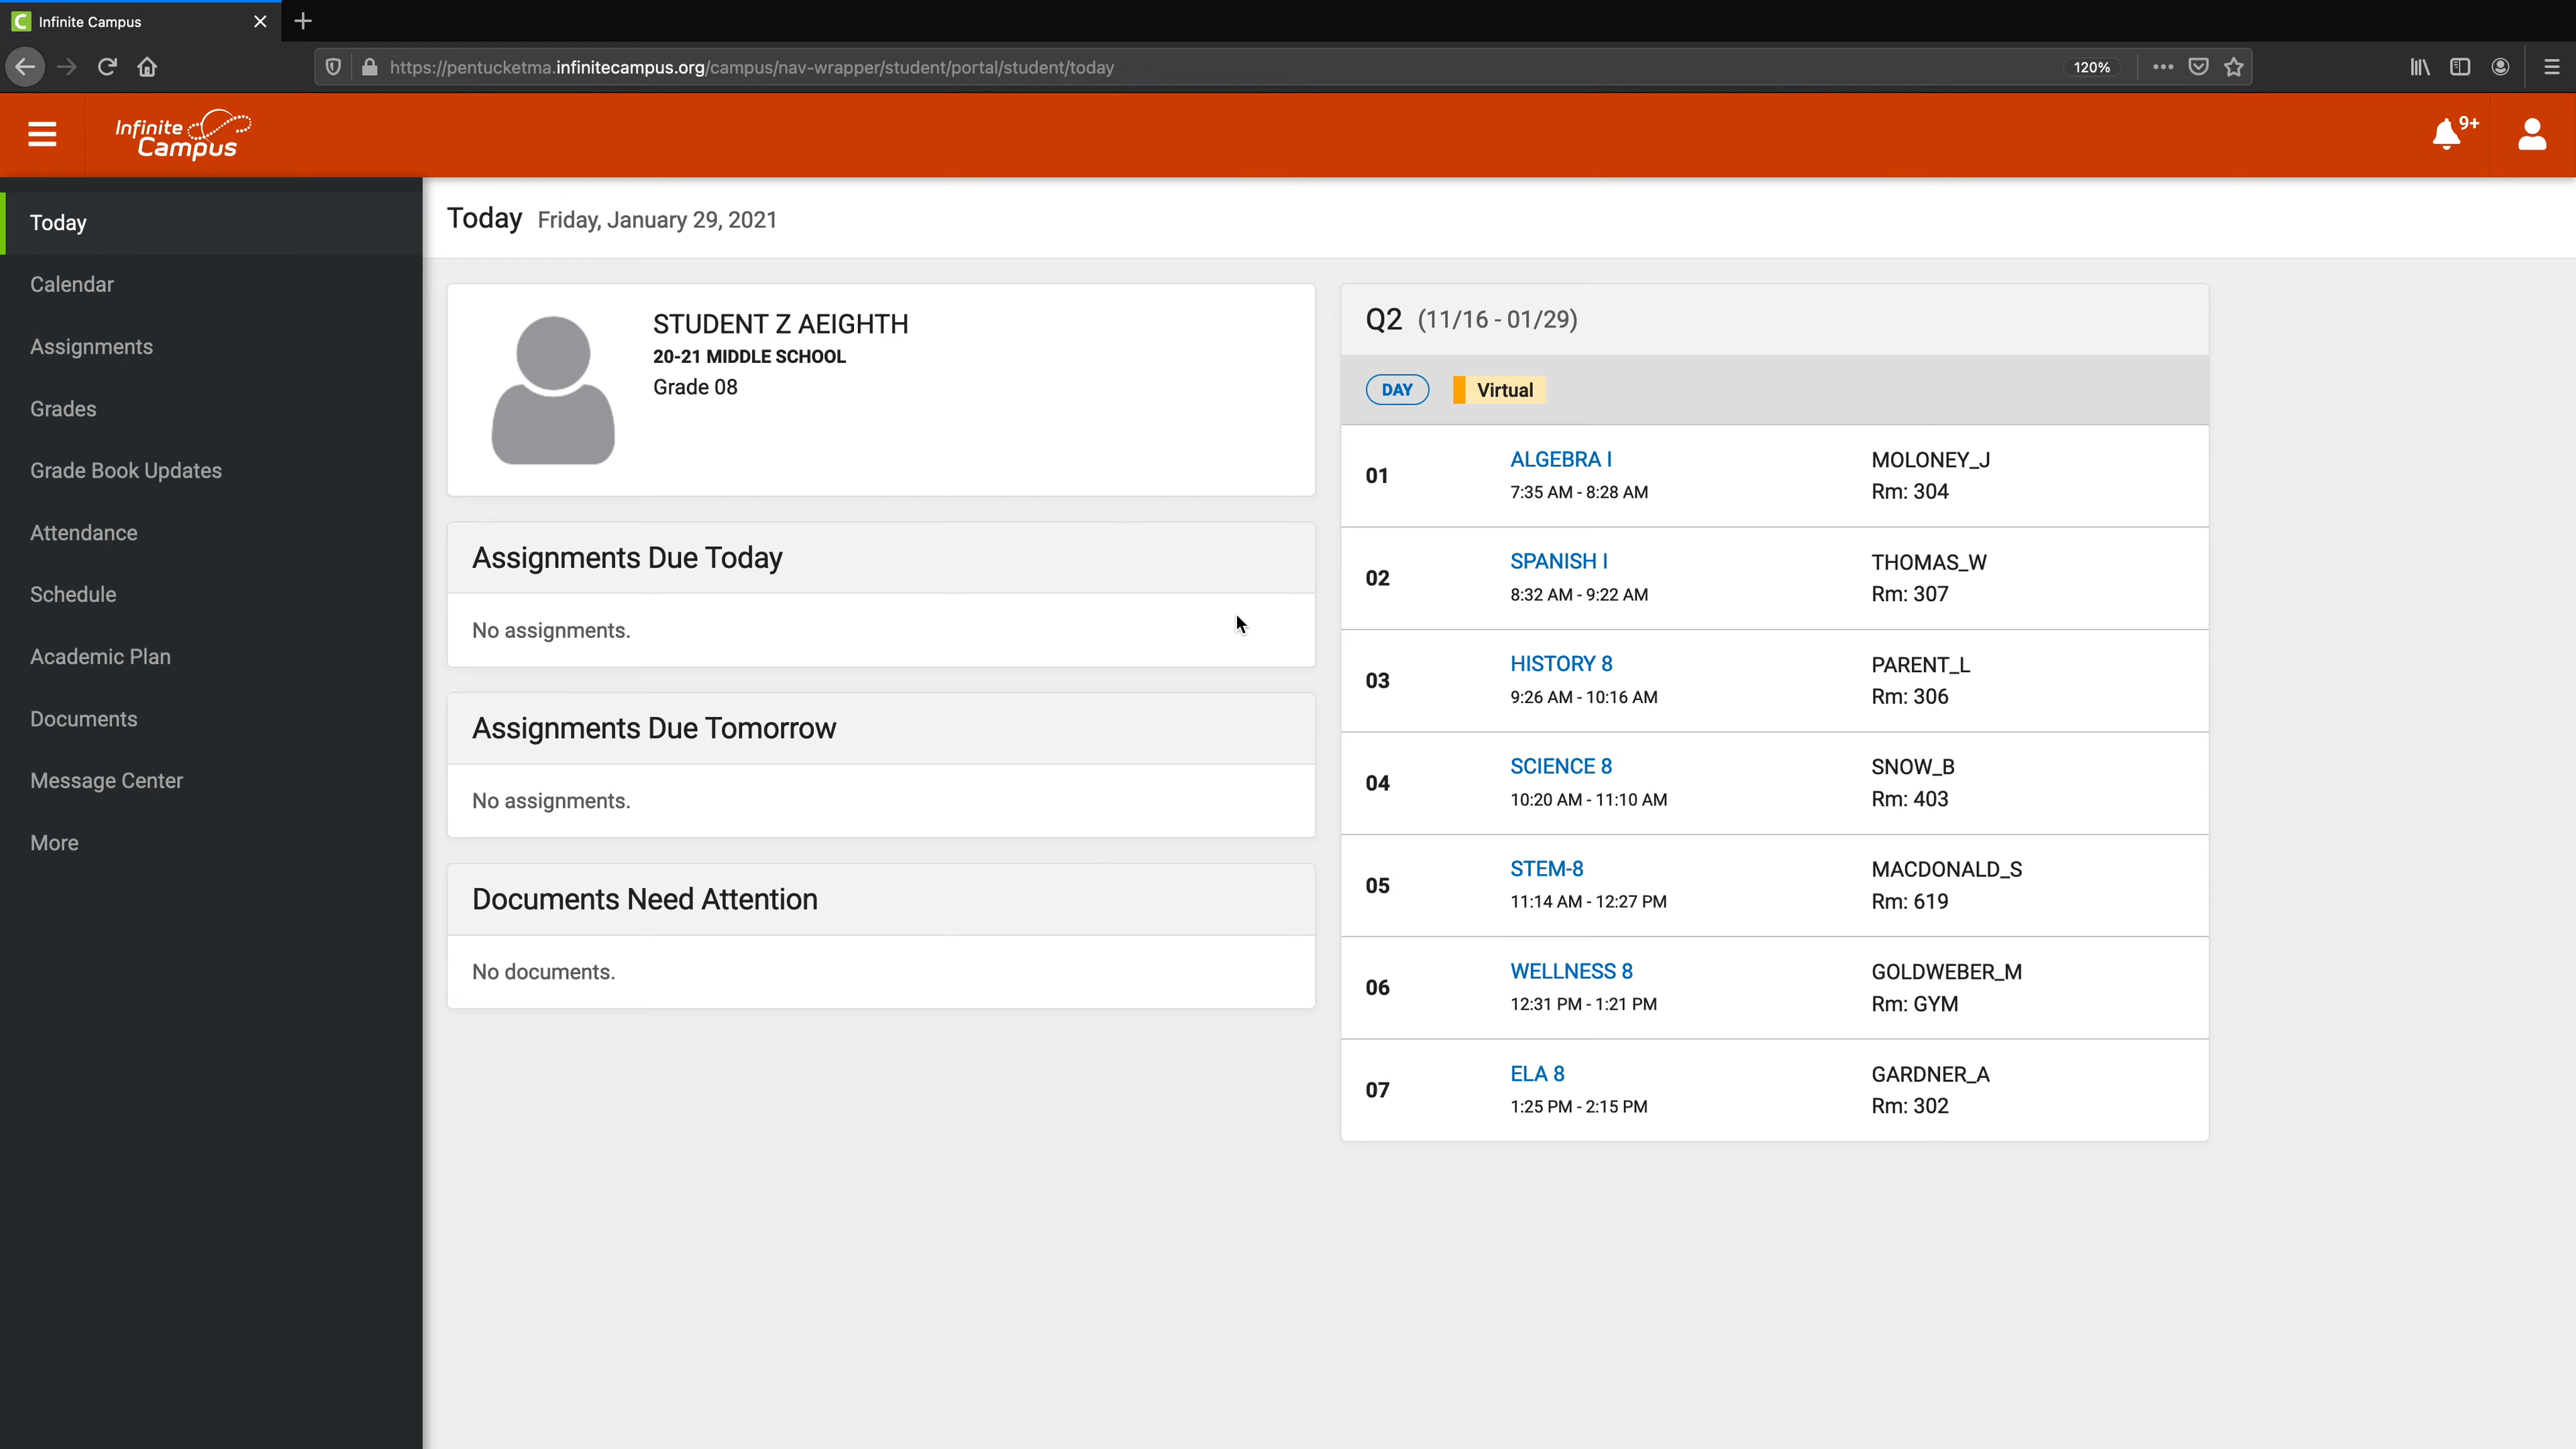 Infinite Campus
https://pentucketma.infinitecampus.org/campus/nav-wrapper/student/portal/student/today
120%
Infinite
Campus
9+
Today
Calendar
Assignments
Grades
Grade Book Updates
Attendance
Schedule
Academic Plan
Documents
Message Center
More
Today Friday, January 29, 2021
STUDENT Z AEIGHTH
20-21 MIDDLE SCHOOL
Grade 08
Assignments Due Today
No assignments.
Assignments Due Tomorrow
No assignments.
Documents Need Attention
No documents.
Q2 (11/16 - 01/29)
DAY Virtual
01 ALGEBRA I MOLONEY_J
7:35 AM - 8:28 AM Rm: 304
02 SPANISH I THOMAS_W
8:32 AM - 9:22 AM Rm: 307
03 HISTORY 8 PARENT_L
9:26 AM - 10:16 AM Rm: 306
04 SCIENCE 8 SNOW_B
10:20 AM - 11:10 AM Rm: 403
05 STEM-8 MACDONALD_S
11:14 AM - 12:27 PM Rm: 619
06 WELLNESS 8 GOLDWEBER_M
12:31 PM - 1:21 PM Rm: GYM
07 ELA 8 GARDNER_A
1:25 PM - 2:15 PM Rm: 302